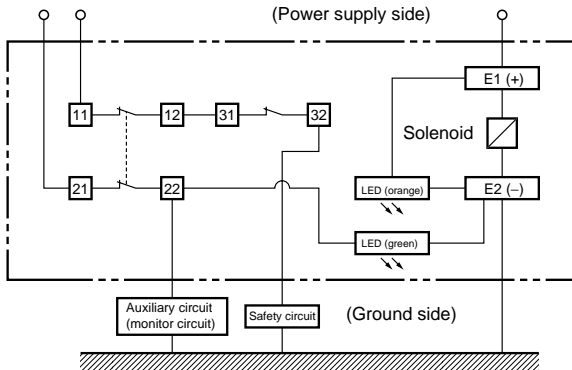 (Power supply side)
E1 (+)
11
12
31
32
Solenoid
21
22
LED (orange)
E2 (−)
LED (green)
Auxiliary circuit
(monitor circuit)
Safety circuit
(Ground side)